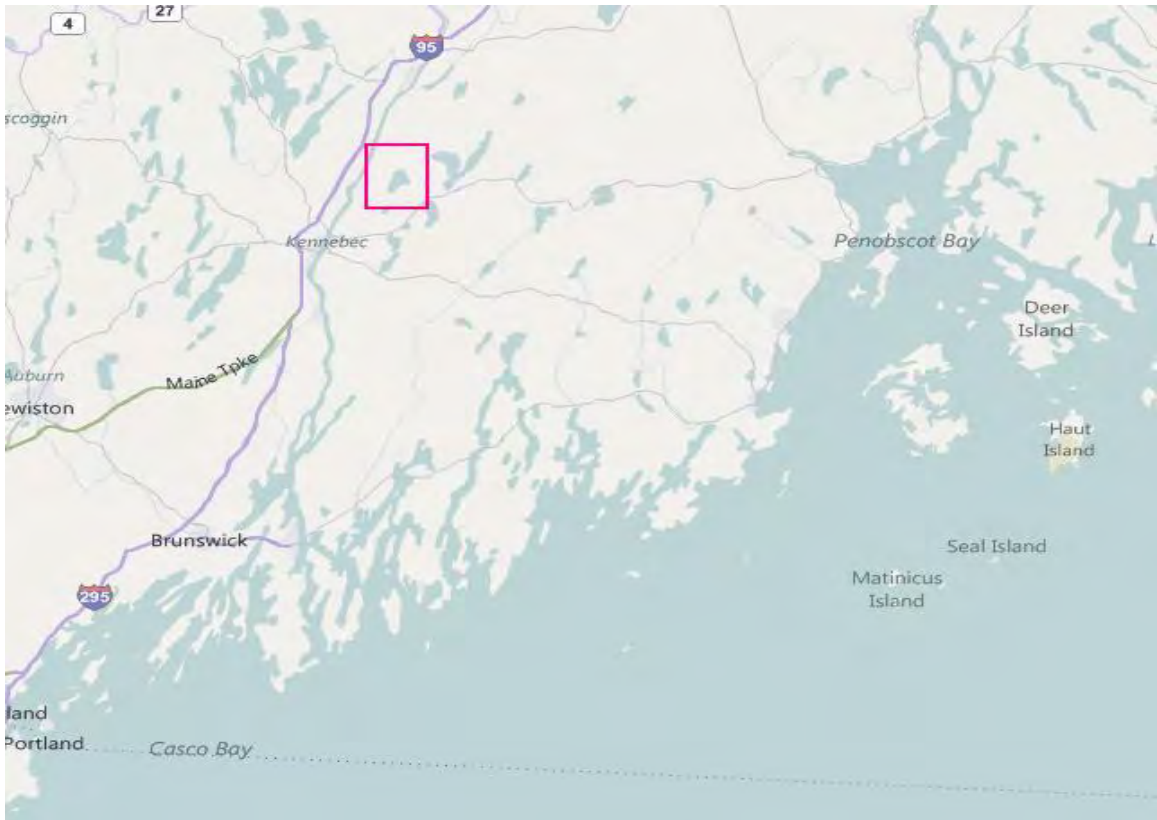 27
4
95
scoggin
Kennebec
Penobscot Bay
L
Deer
Island
Maine Tpke
Auburn
ewiston
Haut
Island
Brunswick
Seal Island
Matinicus
Island
295
land
Portland
Casco Bay